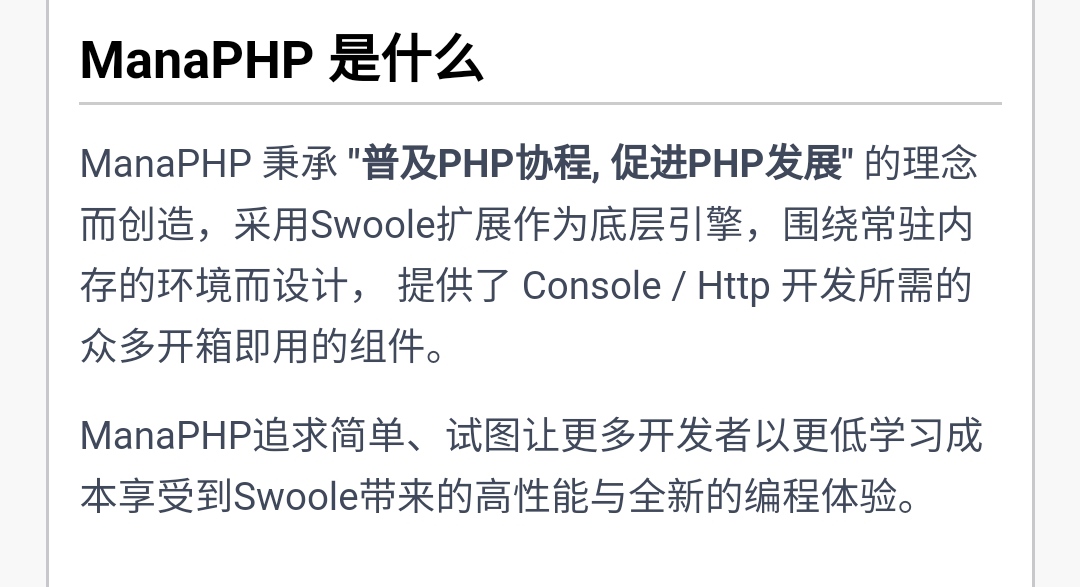 ManaPHP 是什么
ManaPHP 秉承 "普及PHP协程, 促进PHP发展" 的理念
而创造，采用Swoole扩展作为底层引擎，围绕常驻内
存的环境而设计， 提供了 Console / Http 开发所需的
众多开箱即用的组件。
ManaPHP追求简单、试图让更多开发者以更低学习成
本享受到Swoole带来的高性能与全新的编程体验。